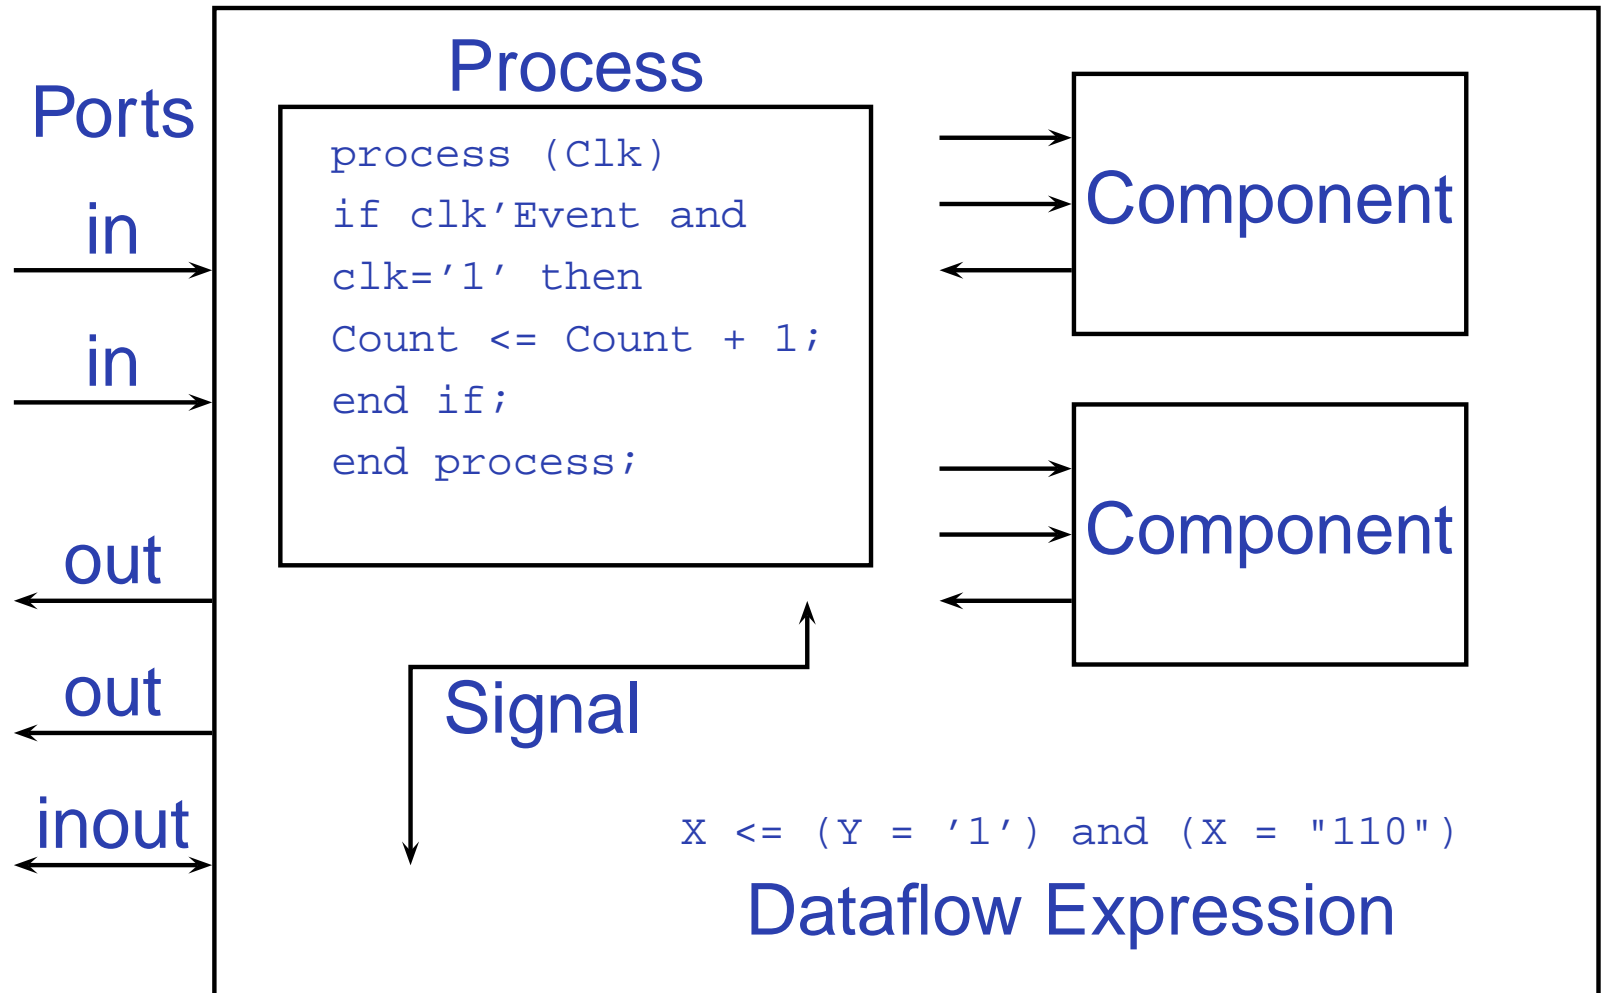 Ports
in
in
out
out
inout
Process
process (Clk)
if clk’Event and
clk=’1’ then
Count <= Count + 1;
end if;
end process;
Component
Component
Signal
X <= (Y = ’1’) and (X = "110")
Dataflow Expression